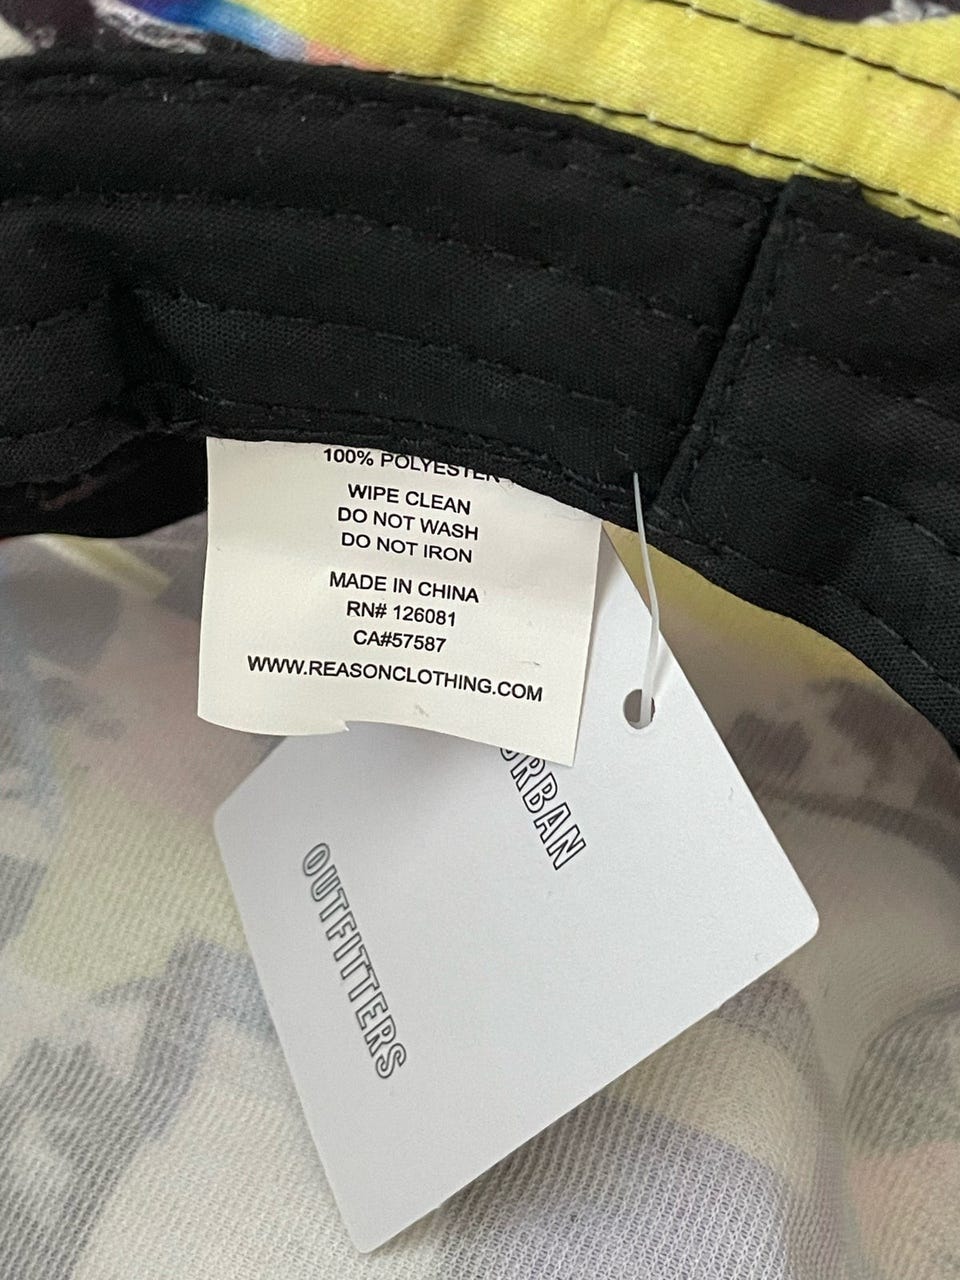 100% POLYESTER
WIPE CLEAN
DO NOT WASH
DO NOT IRON
MADE IN CHINA
RN# 126081
CA#57587
WWW.REASONCLOTHING.COM
URBAN
OUTFITTERS